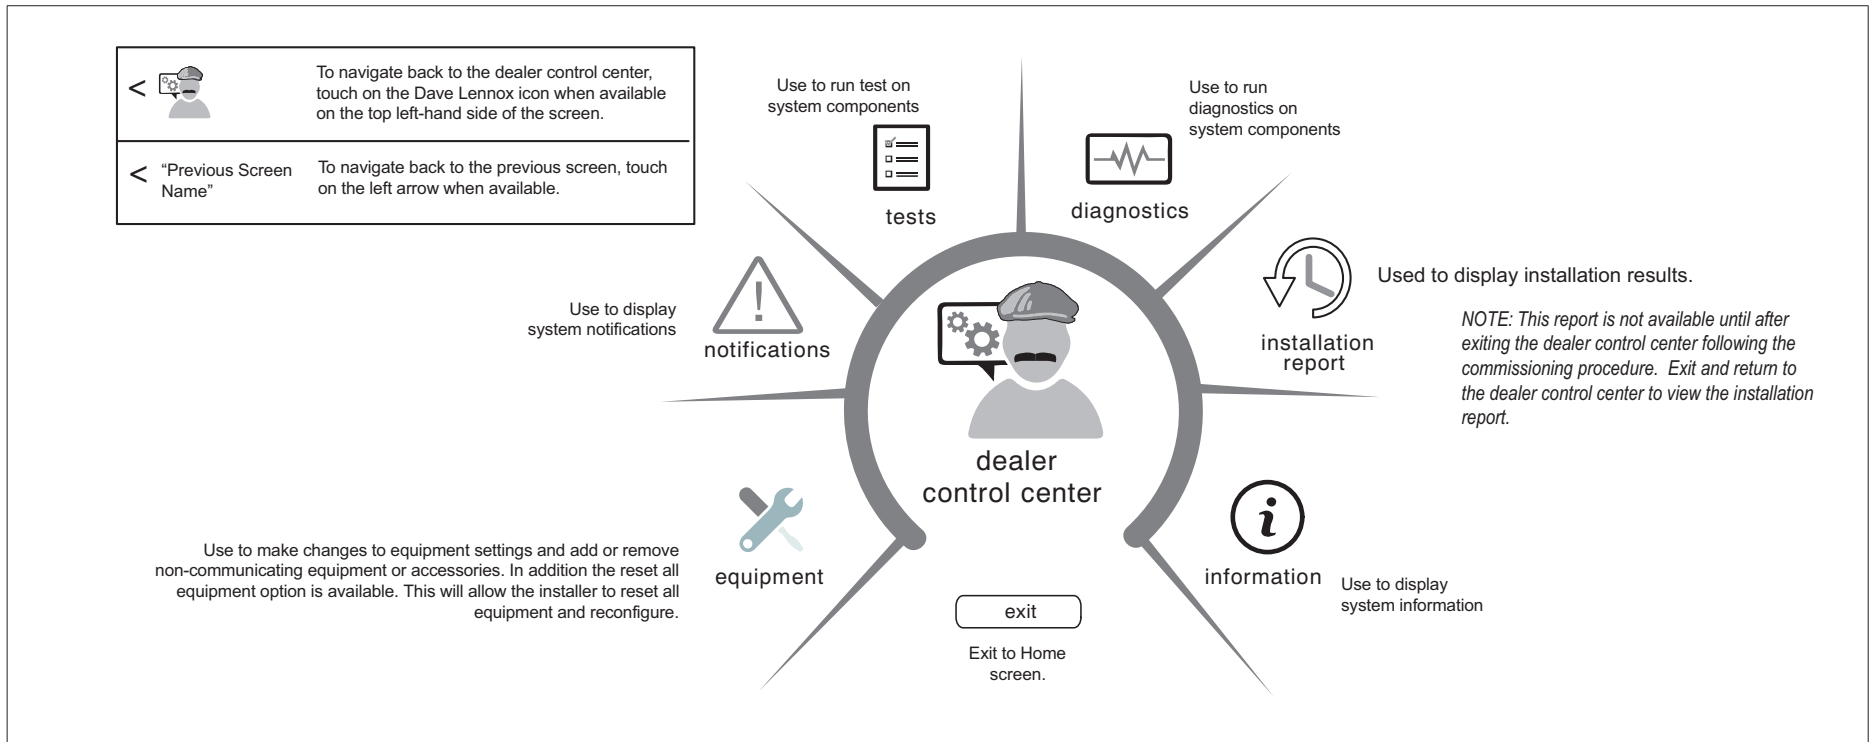 <
To navigate back to the dealer control center,
touch on the Dave Lennox icon when available
on the top left-hand side of the screen.
< “Previous Screen
Name”
To navigate back to the previous screen, touch
on the left arrow when available.
Use to run test on
system components
tests
Use to run
diagnostics on
system components
diagnostics
Use to display
system notifications
notifications
installation
report
Used to display installation results.
NOTE: This report is not available until after
exiting the dealer control center following the
commissioning procedure. Exit and return to
the dealer control center to view the installation
report.
dealer
control center
Use to make changes to equipment settings and add or remove
non-communicating equipment or accessories. In addition the reset all
equipment option is available. This will allow the installer to reset all
equipment and reconfigure.
equipment
information
Use to display
system information
exit
Exit to Home
screen.